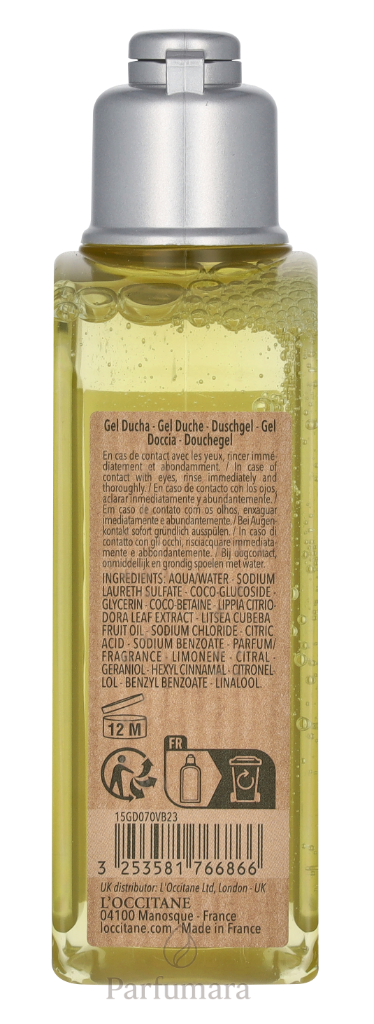 Gel Ducha - Gel Duche - Duschgel - Gel
Doccia - Douchegel
En cas de contact avec les yeux, rincer immé-
diatement et abondamment. / In case of
contact with eyes, rinse immediately and
thoroughly. / En caso de contacto con los ojos,
aclarar inmediatamente y abundantemente. /
Em caso de contato com os olhos, enxaguar
imediatamente e abundantemente. / Bei Augen-
kontakt sofort gründlich ausspülen. / In caso di
contatto con gli occhi, risciacquare immediata-
mente e abbondantemente. / Bij oogcontact,
onmiddellijk en grondig spoelen met water.
INGREDIENTS: AQUA/WATER - SODIUM
LAURETH SULFATE - COCO-GLUCOSIDE -
GLYCERIN - COCO-BETAINE - LIPPIA CITRIO-
DORA LEAF EXTRACT - LITSEA CUBEBA
FRUIT OIL - SODIUM CHLORIDE - CITRIC
ACID - SODIUM BENZOATE - PARFUM/
FRAGRANCE - LIMONENE - CITRAL -
GERANIOL - HEXYL CINNAMAL - CITRONEL-
LOL - BENZYL BENZOATE - LINALOOL.
12 M
FR
15GD070VB23
3 253581 766866
UK distributor: L'Occitane Ltd, London - UK
L'OCCITANE
04100 Manosque - France
loccitane.com - Made in France
Parfumara